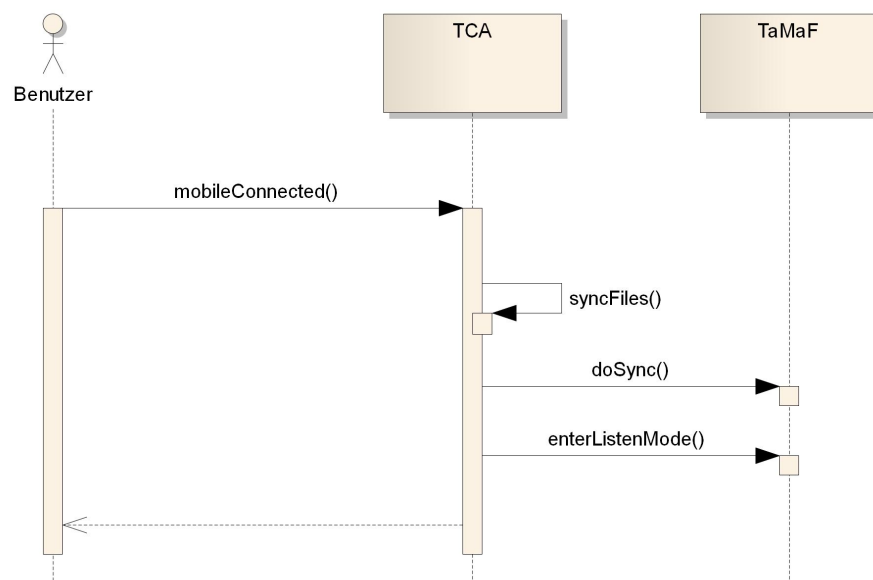 TCA
TaMaF
Benutzer
mobileConnected()
syncFiles()
doSync()
enterListenMode()